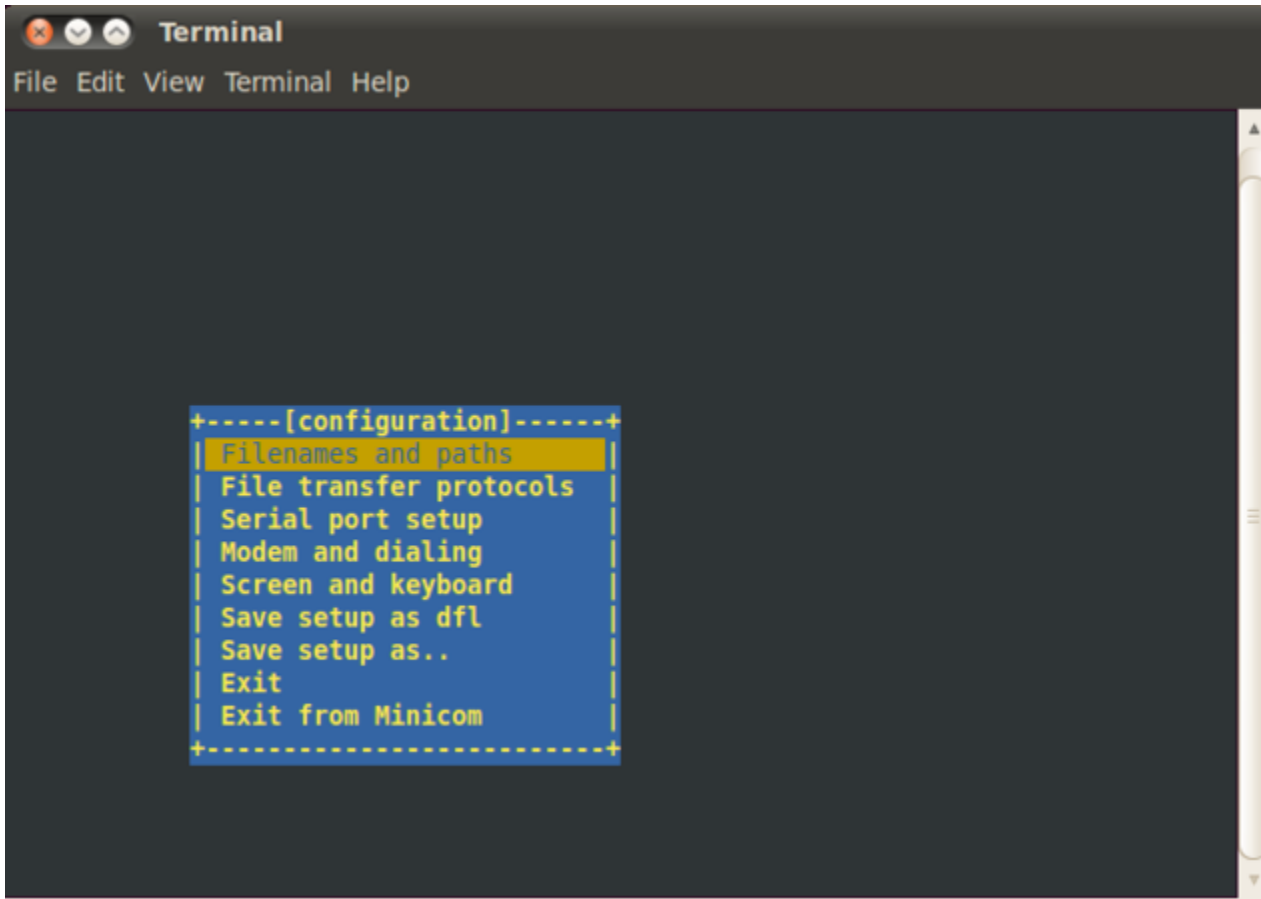 Terminal
File Edit View Terminal Help
+-----[configuration]------+
| Filenames and paths      |
| File transfer protocols  |
| Serial port setup        |
| Modem and dialing        |
| Screen and keyboard      |
| Save setup as dfl        |
| Save setup as..          |
| Exit                     |
| Exit from Minicom        |
+--------------------------+